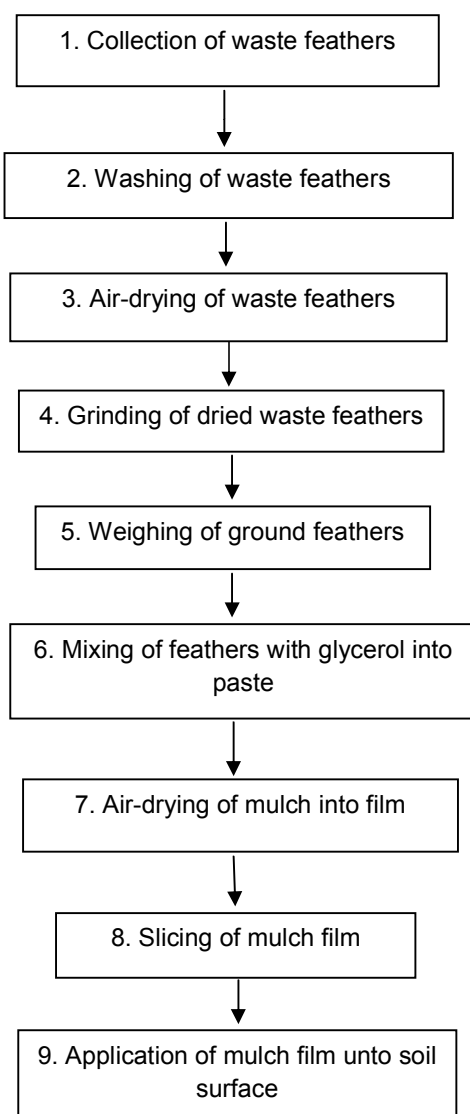 1. Collection of waste feathers
2. Washing of waste feathers
3. Air-drying of waste feathers
4. Grinding of dried waste feathers
5. Weighing of ground feathers
6. Mixing of feathers with glycerol into
paste
7. Air-drying of mulch into film
8. Slicing of mulch film
9. Application of mulch film unto soil
surface